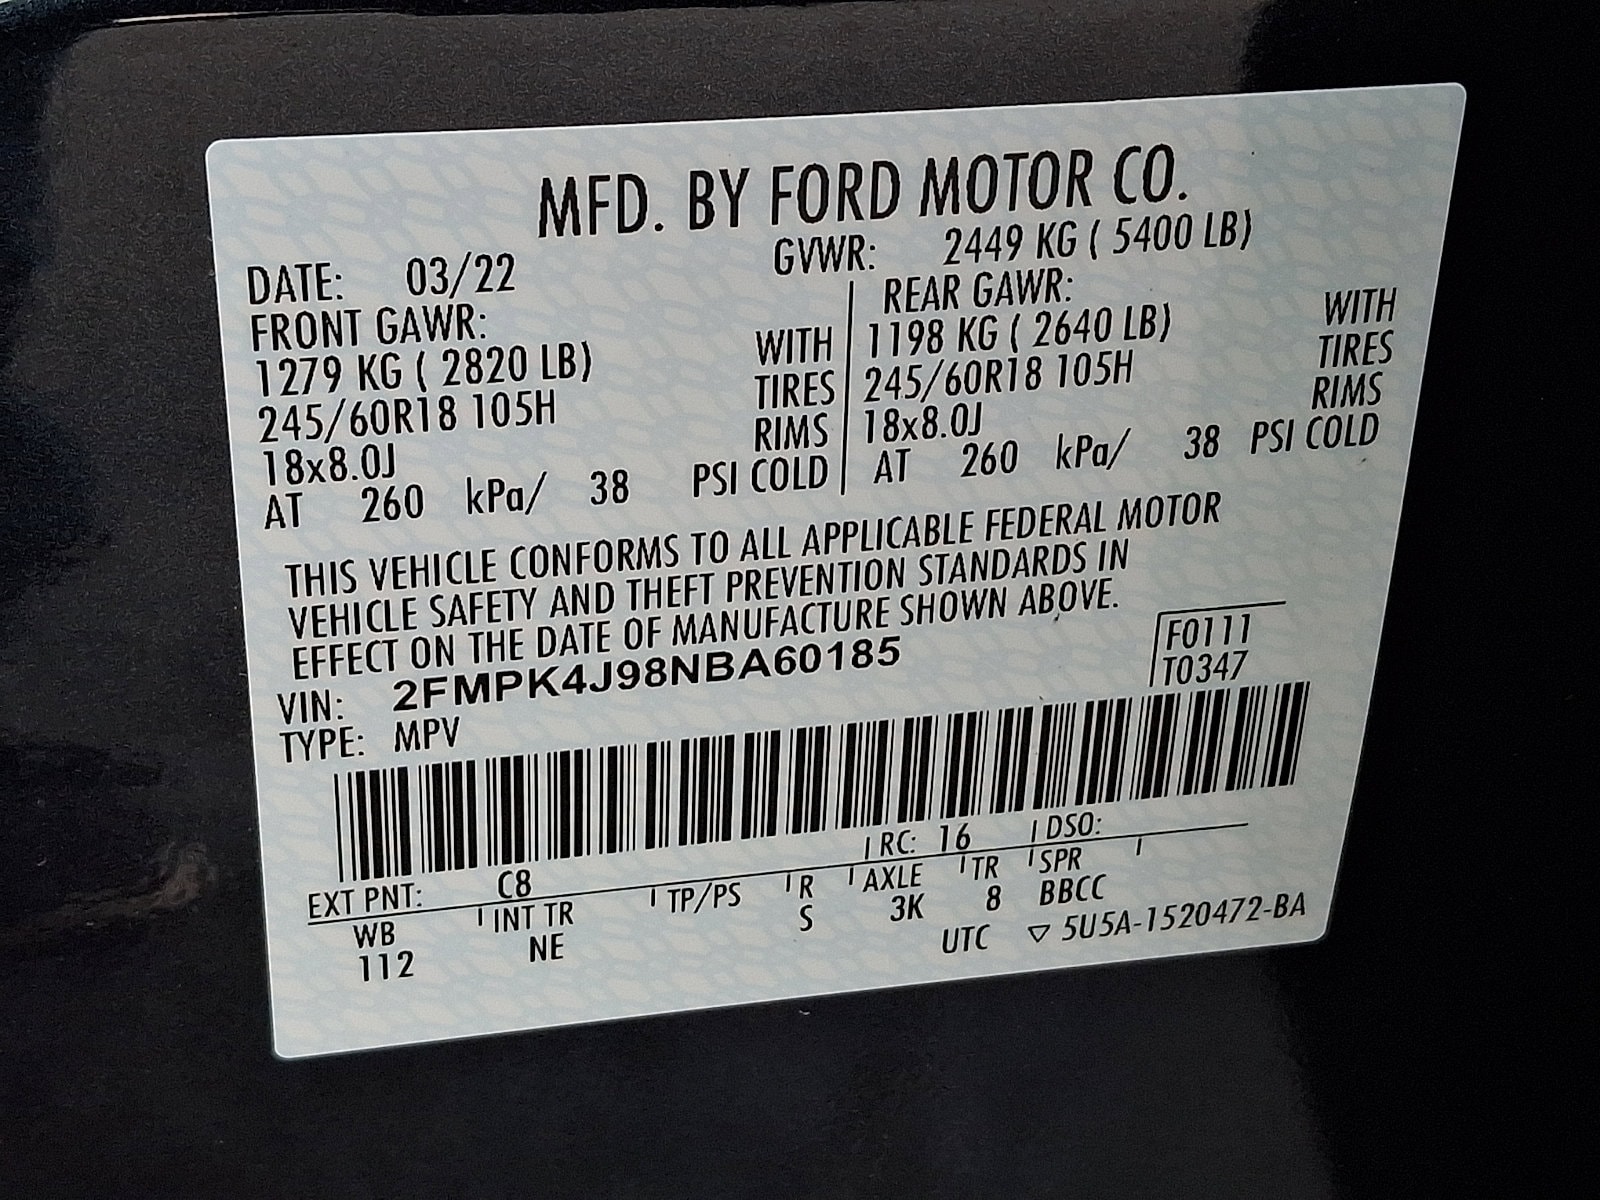 MFD. BY FORD MOTOR CO.
DATE: 03/22 GVWR: 2449 KG ( 5400 LB)
FRONT GAWR: REAR GAWR:
1279 KG ( 2820 LB) WITH 1198 KG ( 2640 LB) WITH
245/60R18 105H TIRES 245/60R18 105H TIRES
18x8.0J RIMS 18x8.0J RIMS
AT 260 kPa/ 38 PSI COLD AT 260 kPa/ 38 PSI COLD
THIS VEHICLE CONFORMS TO ALL APPLICABLE FEDERAL MOTOR
VEHICLE SAFETY AND THEFT PREVENTION STANDARDS IN
EFFECT ON THE DATE OF MANUFACTURE SHOWN ABOVE.
VIN: 2FMPK4J98NBA60185 F0111
TYPE: MPV T0347
EXT PNT: C8 RC: 16 DSO:
WB INT TR TP/PS R AXLE TR SPR
112 NE S 3K 8 BBCC
UTC ▽ 5U5A-1520472-BA